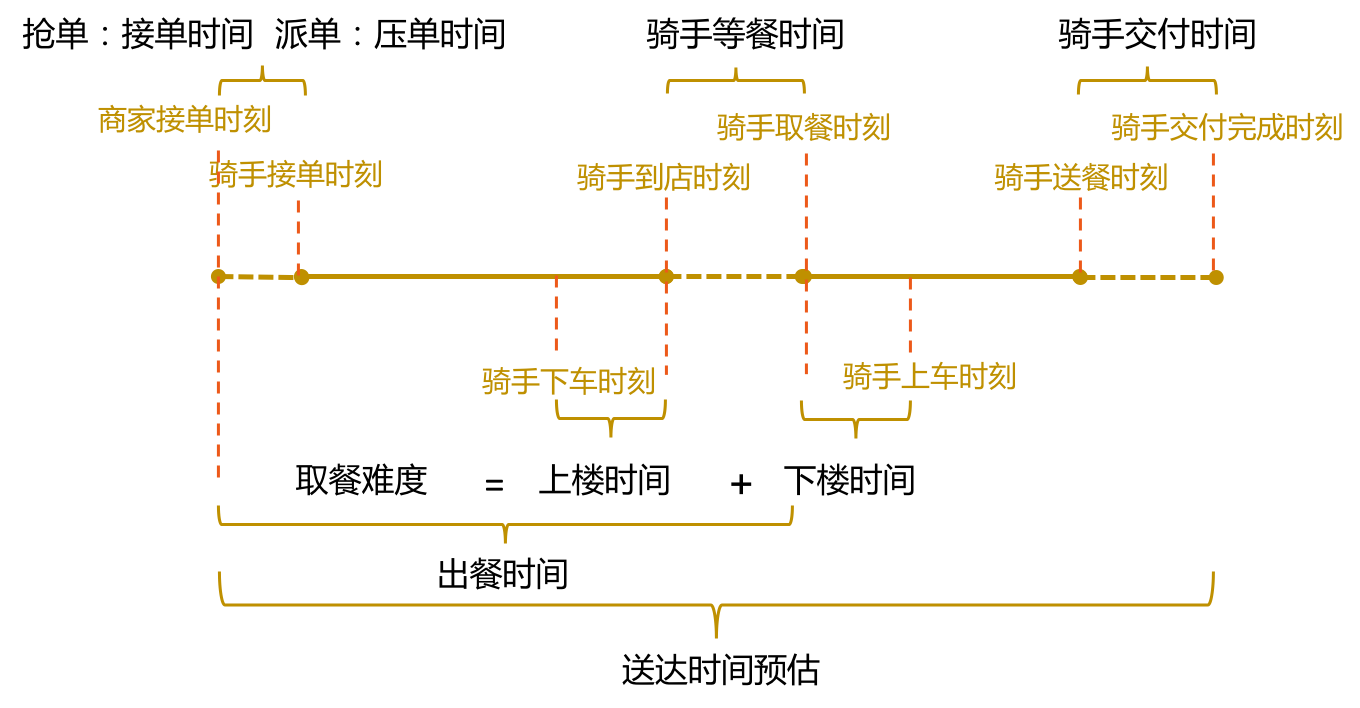 抢单：接单时间 派单：压单时间
骑手等餐时间
骑手交付时间
商家接单时刻
骑手取餐时刻
骑手交付完成时刻
骑手接单时刻
骑手到店时刻
骑手送餐时刻
骑手下车时刻
骑手上车时刻
取餐难度 = 上楼时间 + 下楼时间
出餐时间
送达时间预估